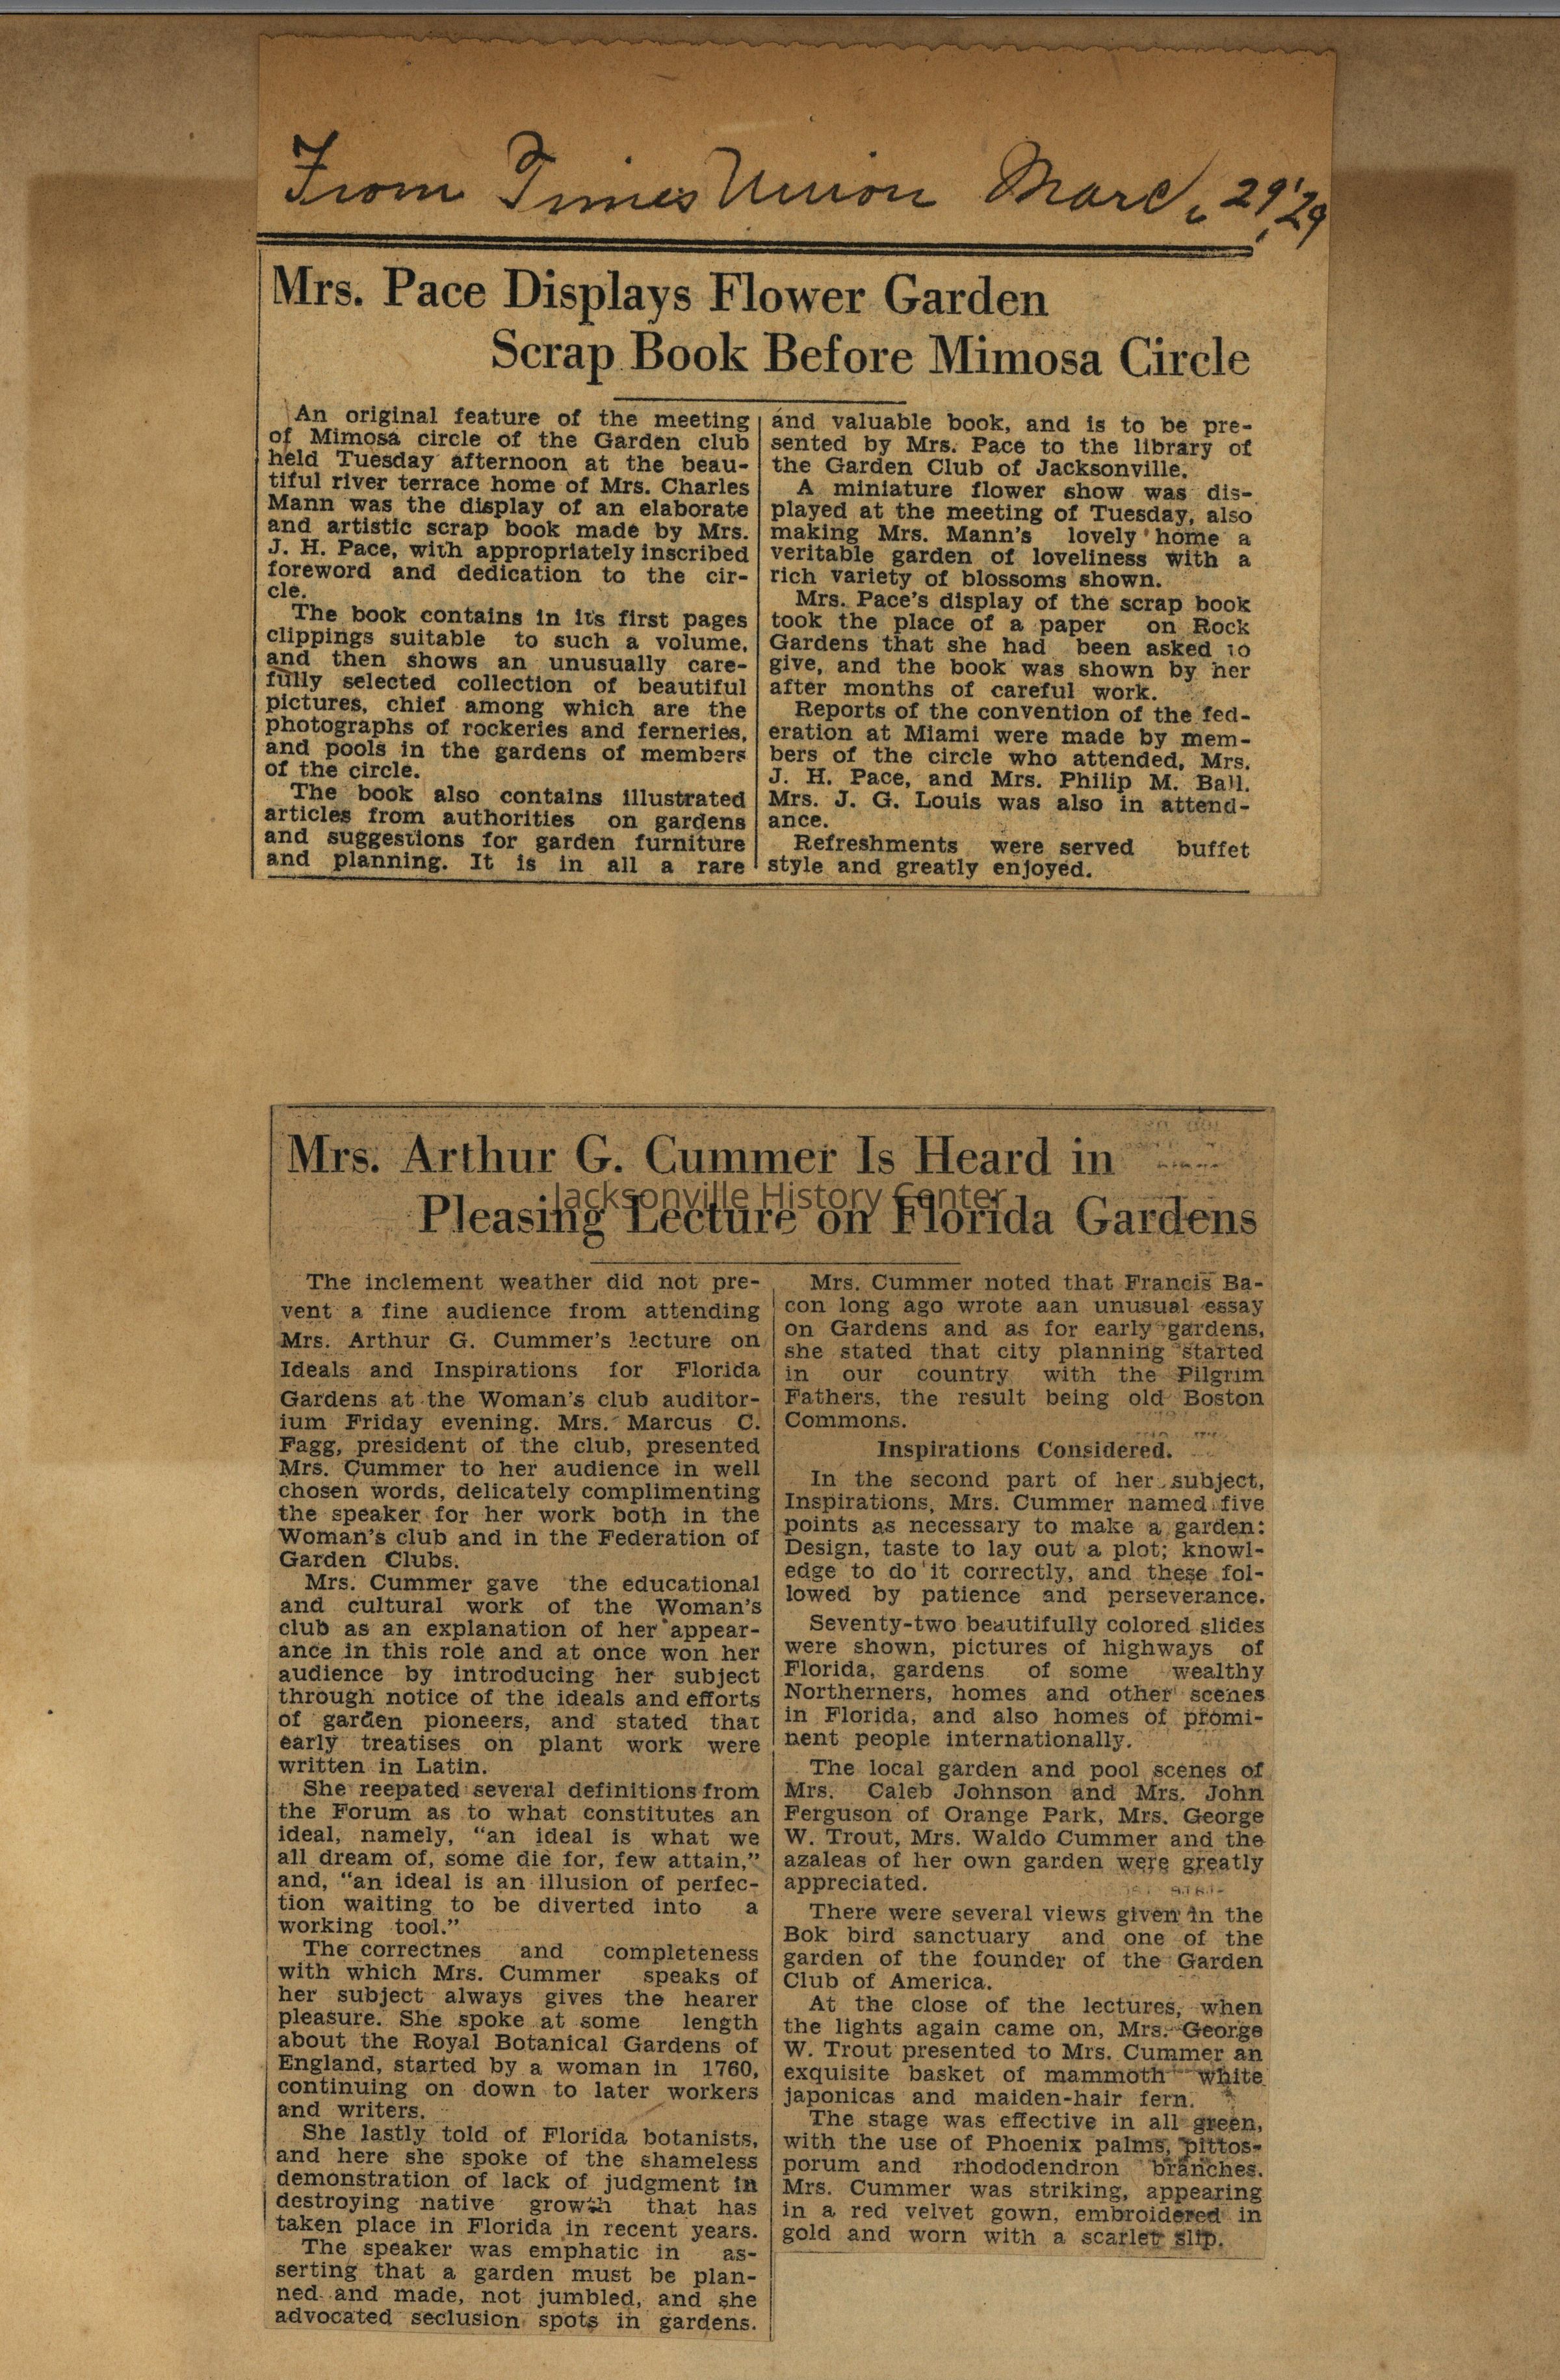 From Times Union March 29, '29
Mrs. Pace Displays Flower Garden
Scrap Book Before Mimosa Circle
An original feature of the meeting
of Mimosa circle of the Garden club
held Tuesday afternoon at the beau-
tiful river terrace home of Mrs. Charles
Mann was the display of an elaborate
and artistic scrap book made by Mrs.
J. H. Pace, with appropriately inscribed
foreword and dedication to the cir-
cle.
The book contains in its first pages
clippings suitable to such a volume,
and then shows an unusually care-
fully selected collection of beautiful
pictures, chief among which are the
photographs of rockeries and ferneries,
and pools in the gardens of members
of the circle.
The book also contains illustrated
articles from authorities on gardens
and suggestions for garden furniture
and planning. It is in all a rare
and valuable book, and is to be pre-
sented by Mrs. Pace to the library of
the Garden Club of Jacksonville.
A miniature flower show was dis-
played at the meeting of Tuesday, also
making Mrs. Mann's lovely home a
veritable garden of loveliness with a
rich variety of blossoms shown.
Mrs. Pace's display of the scrap book
took the place of a paper on Rock
Gardens that she had been asked to
give, and the book was shown by her
after months of careful work.
Reports of the convention of the fed-
eration at Miami were made by mem-
bers of the circle who attended, Mrs.
J. H. Pace, and Mrs. Philip M. Ball.
Mrs. J. G. Louis was also in attend-
ance.
Refreshments were served buffet
style and greatly enjoyed.
Mrs. Arthur G. Cummer Is Heard in
Jacksonville History Center
Pleasing Lecture on Florida Gardens
The inclement weather did not pre-
vent a fine audience from attending
Mrs. Arthur G. Cummer's lecture on
Ideals and Inspirations for Florida
Gardens at the Woman's club auditor-
ium Friday evening. Mrs. Marcus C.
Fagg, president of the club, presented
Mrs. Cummer to her audience in well
chosen words, delicately complimenting
the speaker for her work both in the
Woman's club and in the Federation of
Garden Clubs.
Mrs. Cummer gave the educational
and cultural work of the Woman's
club as an explanation of her appear-
ance in this role and at once won her
audience by introducing her subject
through notice of the ideals and efforts
of garden pioneers, and stated that
early treatises on plant work were
written in Latin.
She reepated several definitions from
the Forum as to what constitutes an
ideal, namely, "an ideal is what we
all dream of, some die for, few attain,"
and, "an ideal is an illusion of perfec-
tion waiting to be diverted into a
working tool."
The correctnes and completeness
with which Mrs. Cummer speaks of
her subject always gives the hearer
pleasure. She spoke at some length
about the Royal Botanical Gardens of
England, started by a woman in 1760,
continuing on down to later workers
and writers.
She lastly told of Florida botanists,
and here she spoke of the shameless
demonstration of lack of judgment in
destroying native growth that has
taken place in Florida in recent years.
The speaker was emphatic in as-
serting that a garden must be plan-
ned and made, not jumbled, and she
advocated seclusion spots in gardens.
Mrs. Cummer noted that Francis Ba-
con long ago wrote aan unusual essay
on Gardens and as for early gardens,
she stated that city planning started
in our country with the Pilgrim
Fathers, the result being old Boston
Commons.
Inspirations Considered.
In the second part of her subject,
Inspirations, Mrs. Cummer named five
points as necessary to make a garden:
Design, taste to lay out a plot; knowl-
edge to do it correctly, and these fol-
lowed by patience and perseverance.
Seventy-two beautifully colored slides
were shown, pictures of highways of
Florida, gardens of some wealthy
Northerners, homes and other scenes
in Florida, and also homes of promi-
nent people internationally.
The local garden and pool scenes of
Mrs. Caleb Johnson and Mrs. John
Ferguson of Orange Park, Mrs. George
W. Trout, Mrs. Waldo Cummer and the
azaleas of her own garden were greatly
appreciated.
There were several views given in the
Bok bird sanctuary and one of the
garden of the founder of the Garden
Club of America.
At the close of the lectures, when
the lights again came on, Mrs. George
W. Trout presented to Mrs. Cummer an
exquisite basket of mammoth white
japonicas and maiden-hair fern.
The stage was effective in all green,
with the use of Phoenix palms, pittos-
porum and rhododendron branches.
Mrs. Cummer was striking, appearing
in a red velvet gown, embroidered in
gold and worn with a scarlet slip.